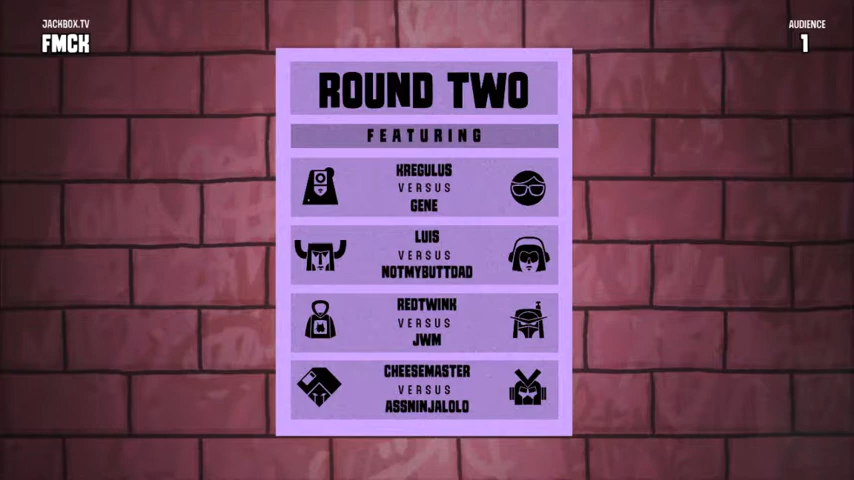 JACKBOX.TV
FMCK
AUDIENCE
1
ROUND TWO
FEATURING
KREGULUS
VERSUS
GENE
LUIS
VERSUS
NOTMYBUTTDAD
REDTWINK
VERSUS
JWM
CHEESEMASTER
VERSUS
ASSNINJALOLO